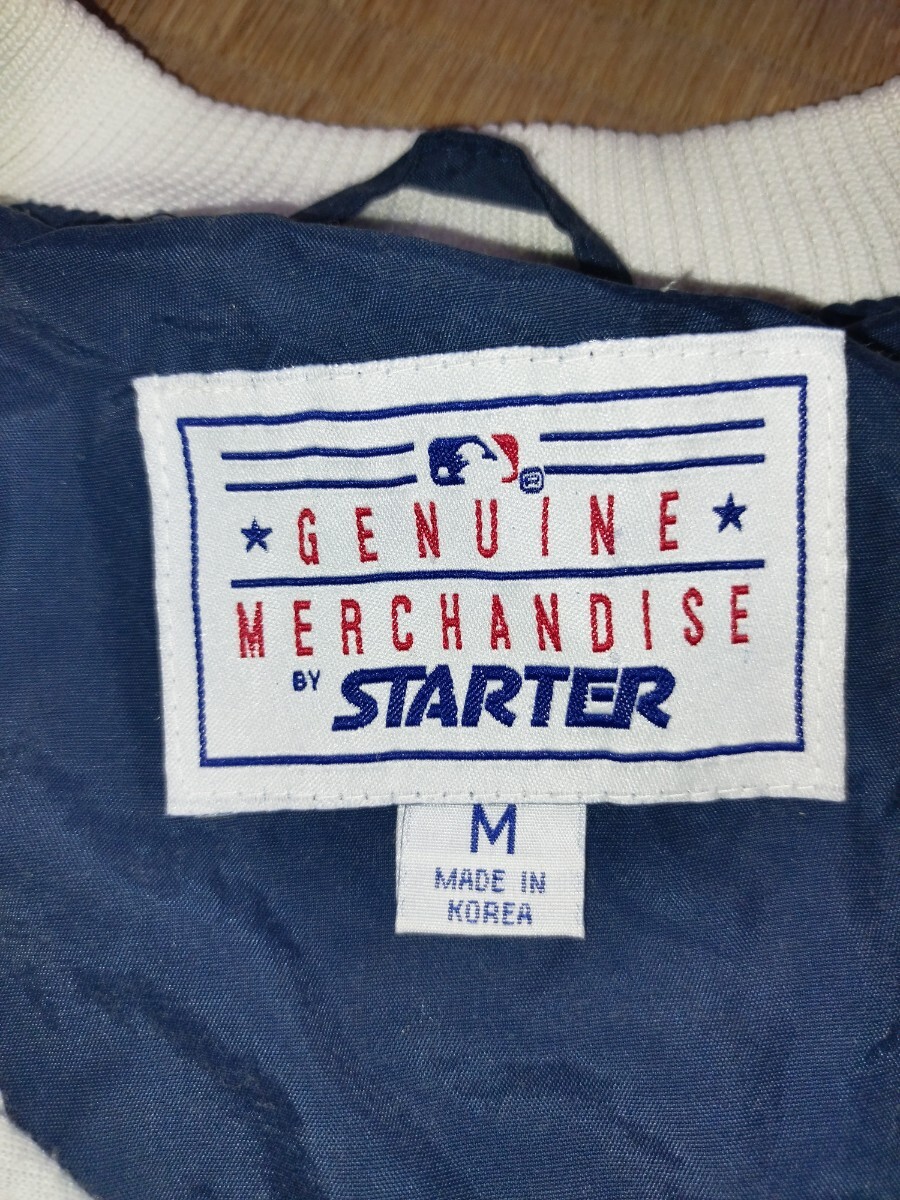 ®
GENUINE
MERCHANDISE
BY STARTER
M
MADE IN
KOREA